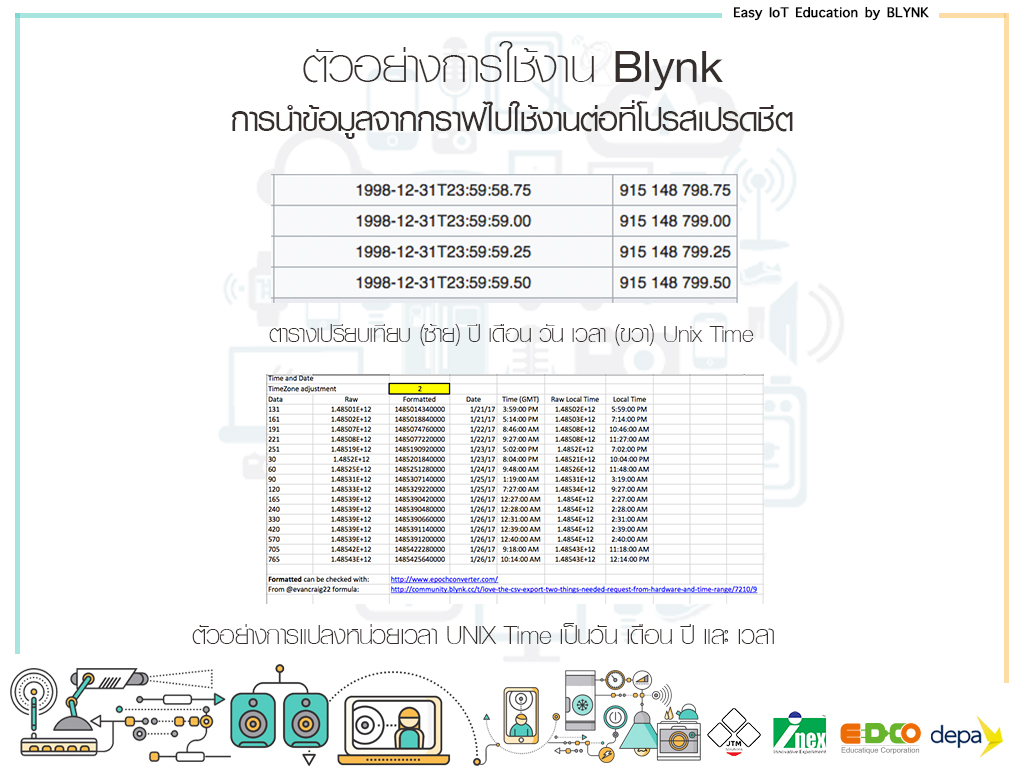 Easy IoT Education by BLYNK
ตัวอย่างการใช้งาน Blynk
การนำข้อมูลจากกราฟไปใช้งานต่อที่โปรสเปรดชีต
1998-12-31T23:59:58.75 915 148 798.75
1998-12-31T23:59:59.00 915 148 799.00
1998-12-31T23:59:59.25 915 148 799.25
1998-12-31T23:59:59.50 915 148 799.50
ตารางเปรียบเทียบ (ซ้าย) ปี เดือน วัน เวลา (ขวา) Unix Time
Time and Date
TimeZone adjustment 2
Data Raw Formatted Date Time (GMT) Raw Local Time Local Time
131 1.48501E+12 1485014340000 1/21/17 3:59:00 PM 1.48502E+12 5:59:00 PM
161 1.48502E+12 1485018840000 1/21/17 5:14:00 PM 1.48503E+12 7:14:00 PM
191 1.48507E+12 1485074760000 1/22/17 8:46:00 AM 1.48508E+12 10:46:00 AM
221 1.48508E+12 1485077220000 1/22/17 9:27:00 AM 1.48508E+12 11:27:00 AM
251 1.48519E+12 1485190920000 1/23/17 5:02:00 PM 1.4852E+12 7:02:00 PM
30 1.4852E+12 1485201840000 1/23/17 8:04:00 PM 1.48521E+12 10:04:00 PM
60 1.48525E+12 1485251280000 1/24/17 9:48:00 AM 1.48526E+12 11:48:00 AM
90 1.48531E+12 1485307140000 1/25/17 1:19:00 AM 1.48531E+12 3:19:00 AM
120 1.48533E+12 1485329220000 1/25/17 7:27:00 AM 1.48534E+12 9:27:00 AM
165 1.48539E+12 1485390420000 1/26/17 12:27:00 AM 1.4854E+12 2:27:00 AM
240 1.48539E+12 1485390480000 1/26/17 12:28:00 AM 1.4854E+12 2:28:00 AM
330 1.48539E+12 1485390660000 1/26/17 12:31:00 AM 1.4854E+12 2:31:00 AM
420 1.48539E+12 1485391140000 1/26/17 12:39:00 AM 1.4854E+12 2:39:00 AM
570 1.48539E+12 1485391200000 1/26/17 12:40:00 AM 1.4854E+12 2:40:00 AM
705 1.48542E+12 1485422280000 1/26/17 9:18:00 AM 1.48543E+12 11:18:00 AM
765 1.48543E+12 1485425640000 1/26/17 10:14:00 AM 1.48543E+12 12:14:00 PM
Formatted can be checked with: http://www.epochconverter.com/
From @evancraig22 formula: http://community.blynk.cc/t/love-the-csv-export-two-things-needed-request-from-hardware-and-time-range/7210/9
ตัวอย่างการแปลงหน่วยเวลา UNIX Time เป็นวัน เดือน ปี และ เวลา
JTM
Solutions
inex
Innovative Experiment
EDCO
Educatique Corporation
depa